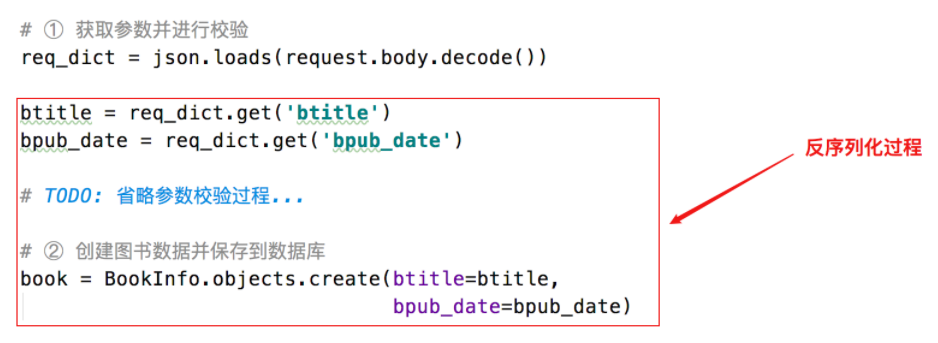 # ① 获取参数并进行校验
req_dict = json.loads(request.body.decode())
btitle = req_dict.get('btitle')
bpub_date = req_dict.get('bpub_date')
# TODO: 省略参数校验过程...
# ② 创建图书数据并保存到数据库
book = BookInfo.objects.create(btitle=btitle,
bpub_date=bpub_date)
反序列化过程